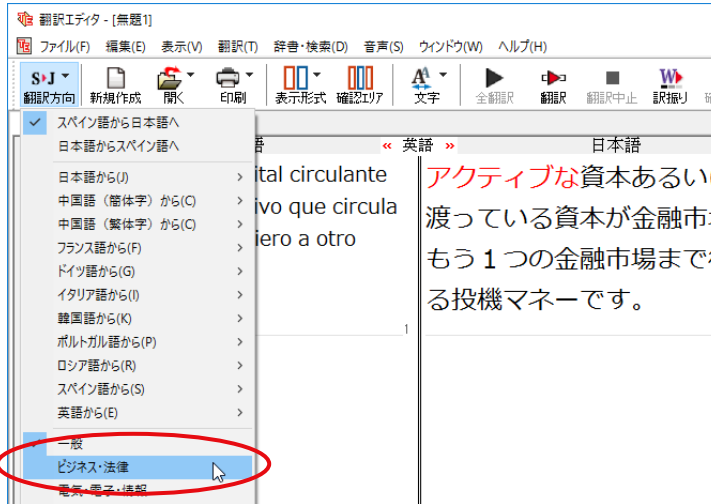 翻訳エディタ - [無題1]
ファイル(F) 編集(E) 表示(V) 翻訳(T) 辞書・検索(D) 音声(S) ウィンドウ(W) ヘルプ(H)
S▸J
翻訳方向 新規作成 開く 印刷 表示形式 確認エリア 文字 全翻訳 翻訳 翻訳中止 訳振り
スペイン語から日本語へ
日本語からスペイン語へ
日本語から(J)
中国語（簡体字）から(C)
中国語（繁体字）から(C)
フランス語から(F)
ドイツ語から(G)
イタリア語から(I)
韓国語から(K)
ポルトガル語から(P)
ロシア語から(R)
スペイン語から(S)
英語から(E)
一般
ビジネス・法律
電気・電子・情報
« 英語 » 日本語
ital circulante
ivo que circula
iero a otro
1
アクティブな資本あるい
渡っている資本が金融市
もう１つの金融市場まで
る投機マネーです。